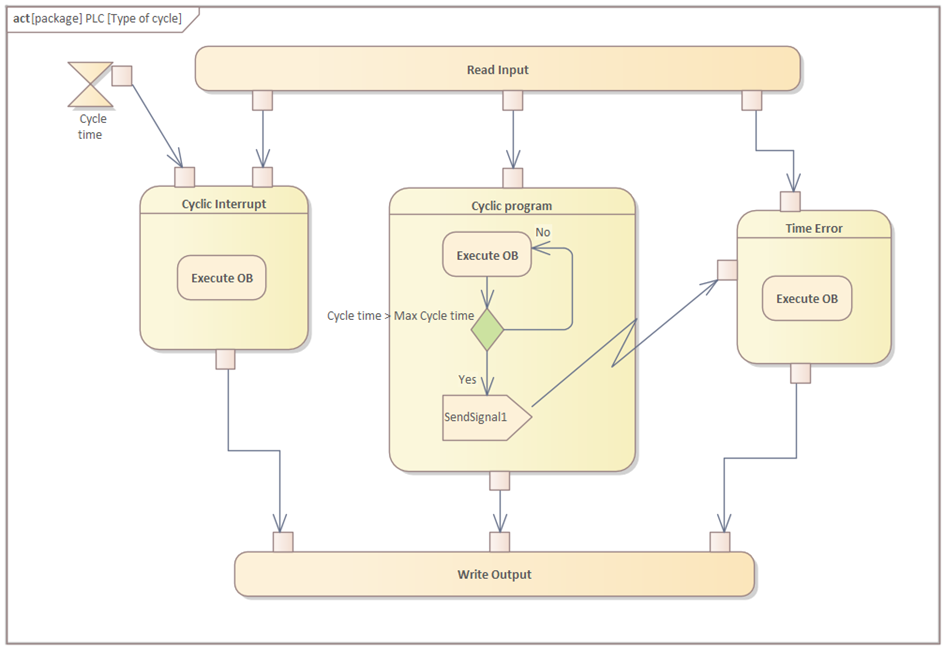 act [package] PLC [Type of cycle]
Read Input
Cycle
time
Cyclic Interrupt
Execute OB
Cyclic program
No
Execute OB
Cycle time > Max Cycle time
Yes
SendSignal1
Time Error
Execute OB
Write Output